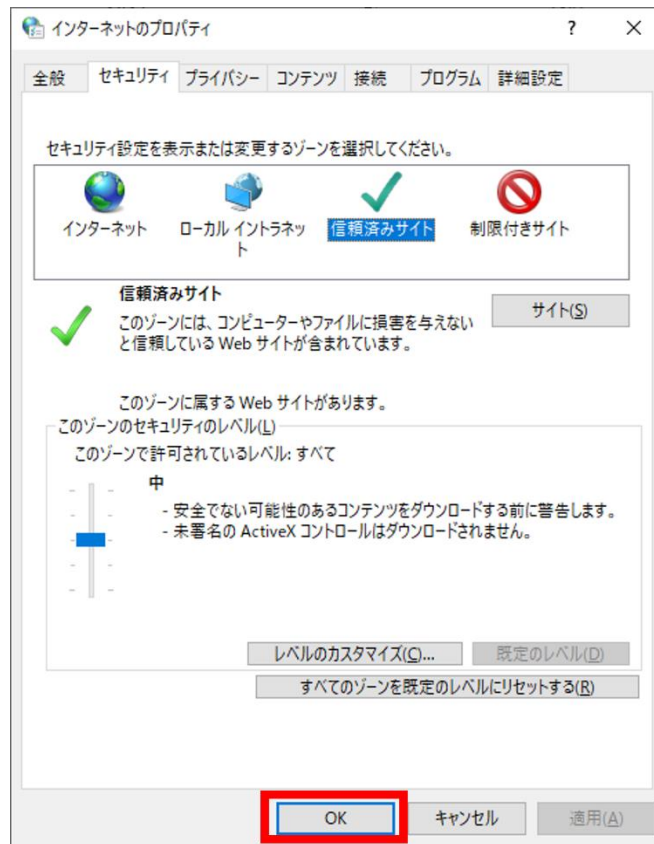 インターネットのプロパティ
?
×
全般 セキュリティ プライバシー コンテンツ 接続 プログラム 詳細設定
セキュリティ設定を表示または変更するゾーンを選択してください。
インターネット
ローカル イントラネッ
ト
信頼済みサイト
制限付きサイト
信頼済みサイト
このゾーンには、コンピューターやファイルに損害を与えない
と信頼している Web サイトが含まれています。
サイト(S)
このゾーンに属する Web サイトがあります。
このゾーンのセキュリティのレベル(L)
このゾーンで許可されているレベル: すべて
中
- 安全でない可能性のあるコンテンツをダウンロードする前に警告します。
- 未署名の ActiveX コントロールはダウンロードされません。
レベルのカスタマイズ(C)... 既定のレベル(D)
すべてのゾーンを既定のレベルにリセットする(R)
OK キャンセル 適用(A)